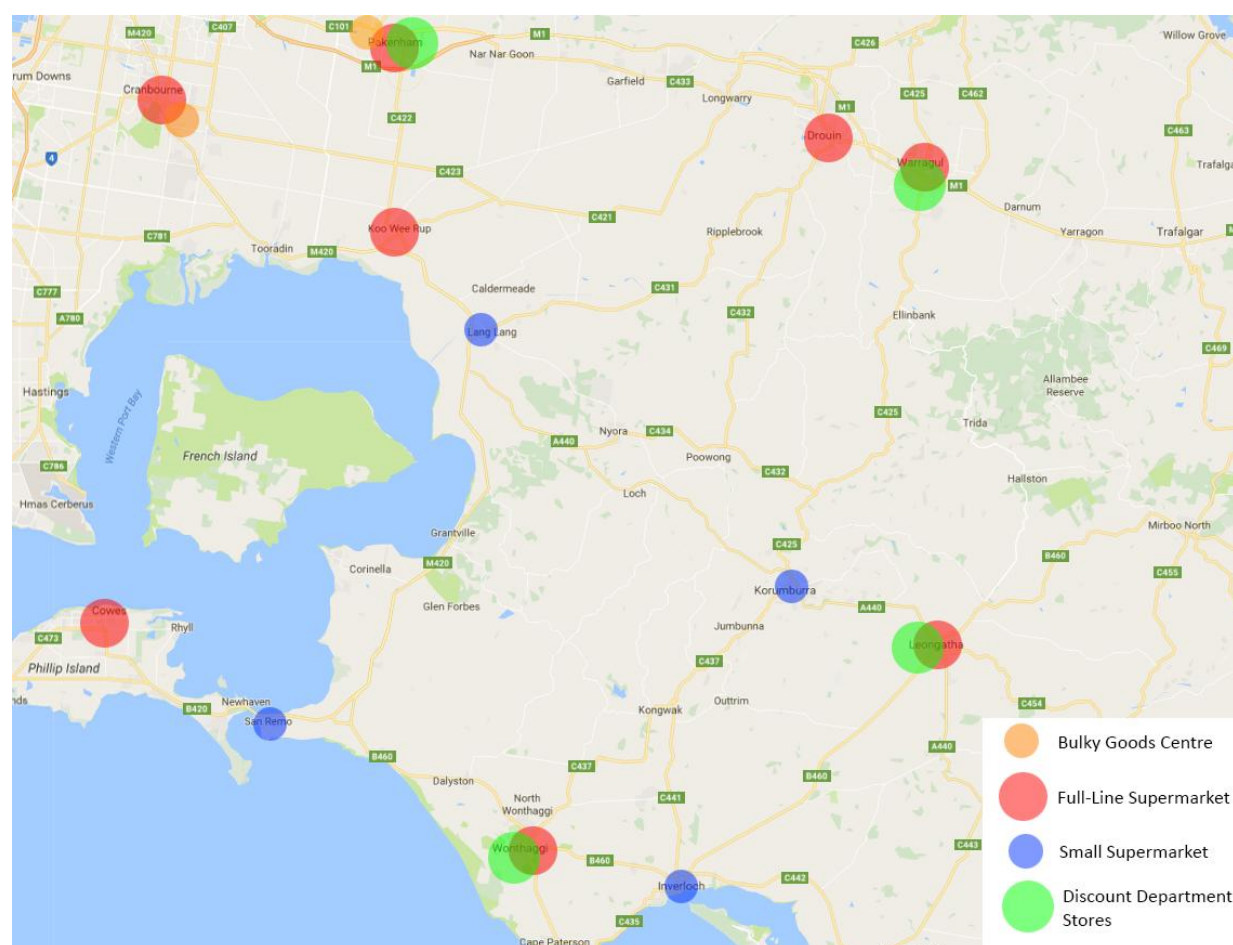 M420
C407
C101
Pakenham
M1
M1
Nar Nar Goon
C426
Willow Grove
rum Downs
Cranbourne
Garfield
C433
Longwarry
C425
C462
M1
C422
Drouin
C463
4
Warragul
Trafalga
C423
M1
Darnum
Koo Wee Rup
C421
Ripplebrook
Yarragon
Trafalgar
C781
Tooradin
M420
C777
Caldermeade
C431
A780
Lang Lang
C432
Ellinbank
C469
Hastings
Western Port Bay
Allambee
Reserve
C425
Nyora
C434
Trida
A440
French Island
Poowong
C786
C432
Hallston
Loch
Hmas Cerberus
Mirboo North
Grantville
C425
B460
M420
Corinella
C455
Korumburra
Glen Forbes
A440
Cowes
Rhyll
Jumbunna
C473
Leongatha
Phillip Island
C437
nds
Newhaven
Outtrim
C454
B420
San Remo
Kongwak
A440
B460
C437
Dalyston
B460
North
Wonthaggi
C441
Wonthaggi
B460
C443
Inverloch
C442
C435
Cape Paterson
Bulky Goods Centre
Full-Line Supermarket
Small Supermarket
Discount Department
Stores